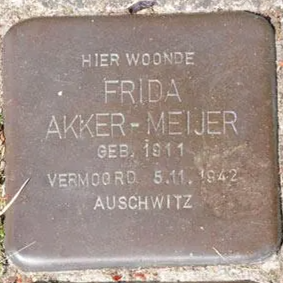 HIER WOONDE
FRIDA
AKKER-MEIJER
GEB. 1911
VERMOORD 5.11.1942
AUSCHWITZ